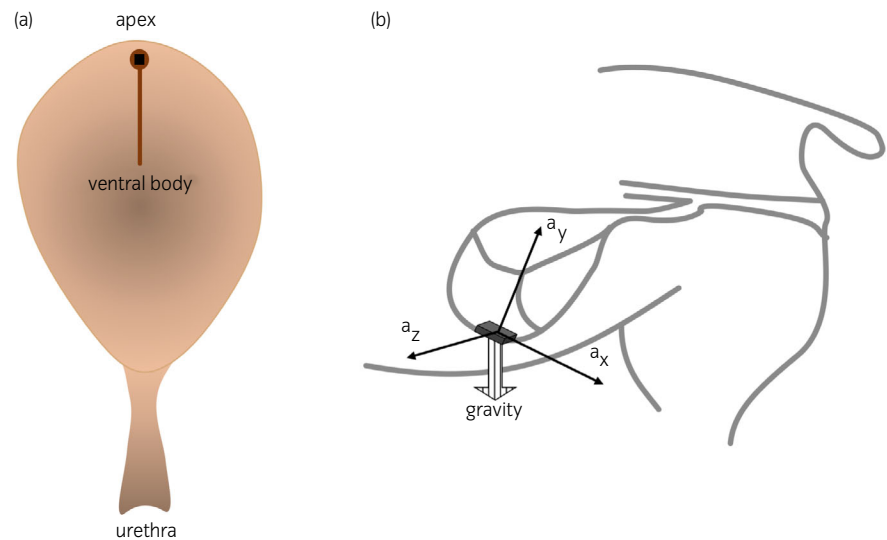 (a)
apex
ventral body
urethra
(b)
a y
a z
a x
gravity